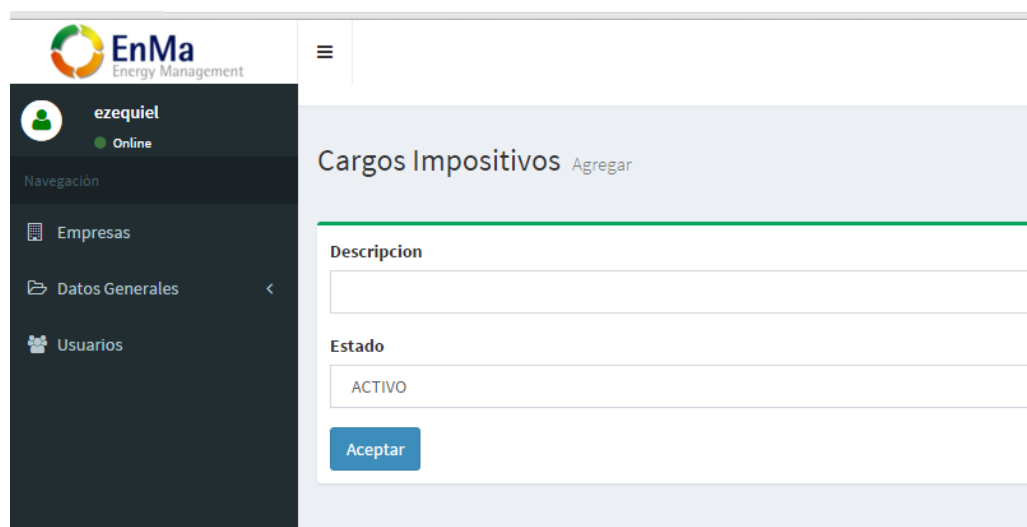 EnMa
Energy Management
ezequiel
Online
Navegación
Empresas
Datos Generales
Usuarios
Cargos Impositivos Agregar
Descripcion
Estado
ACTIVO
Aceptar